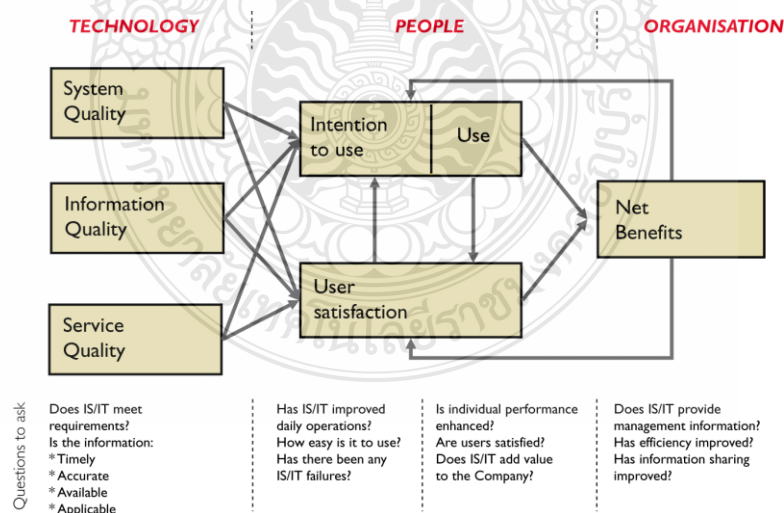 TECHNOLOGY
PEOPLE
ORGANISATION
System
Quality
Information
Quality
Service
Quality
Intention
to use
Use
User
satisfaction
Net
Benefits
Questions to ask
Does IS/IT meet
requirements?
Is the information:
*Timely
*Accurate
*Available
*Applicable
Has IS/IT improved
daily operations?
How easy is it to use?
Has there been any
IS/IT failures?
Is individual performance
enhanced?
Are users satisfied?
Does IS/IT add value
to the Company?
Does IS/IT provide
management information?
Has efficiency improved?
Has information sharing
improved?